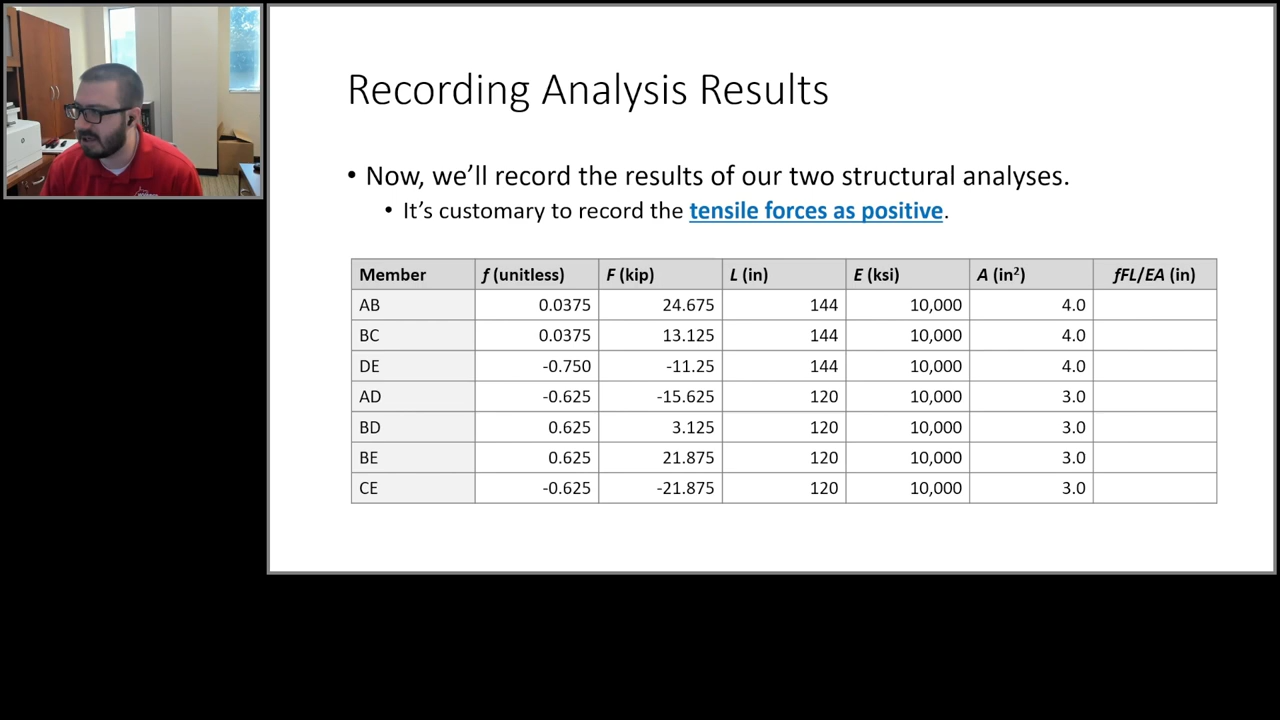 Recording Analysis Results
• Now, we'll record the results of our two structural analyses.
• It's customary to record the tensile forces as positive.
Member f (unitless) F (kip) L (in) E (ksi) A (in²) fFL/EA (in)
AB 0.0375 24.675 144 10,000 4.0
BC 0.0375 13.125 144 10,000 4.0
DE -0.750 -11.25 144 10,000 4.0
AD -0.625 -15.625 120 10,000 3.0
BD 0.625 3.125 120 10,000 3.0
BE 0.625 21.875 120 10,000 3.0
CE -0.625 -21.875 120 10,000 3.0